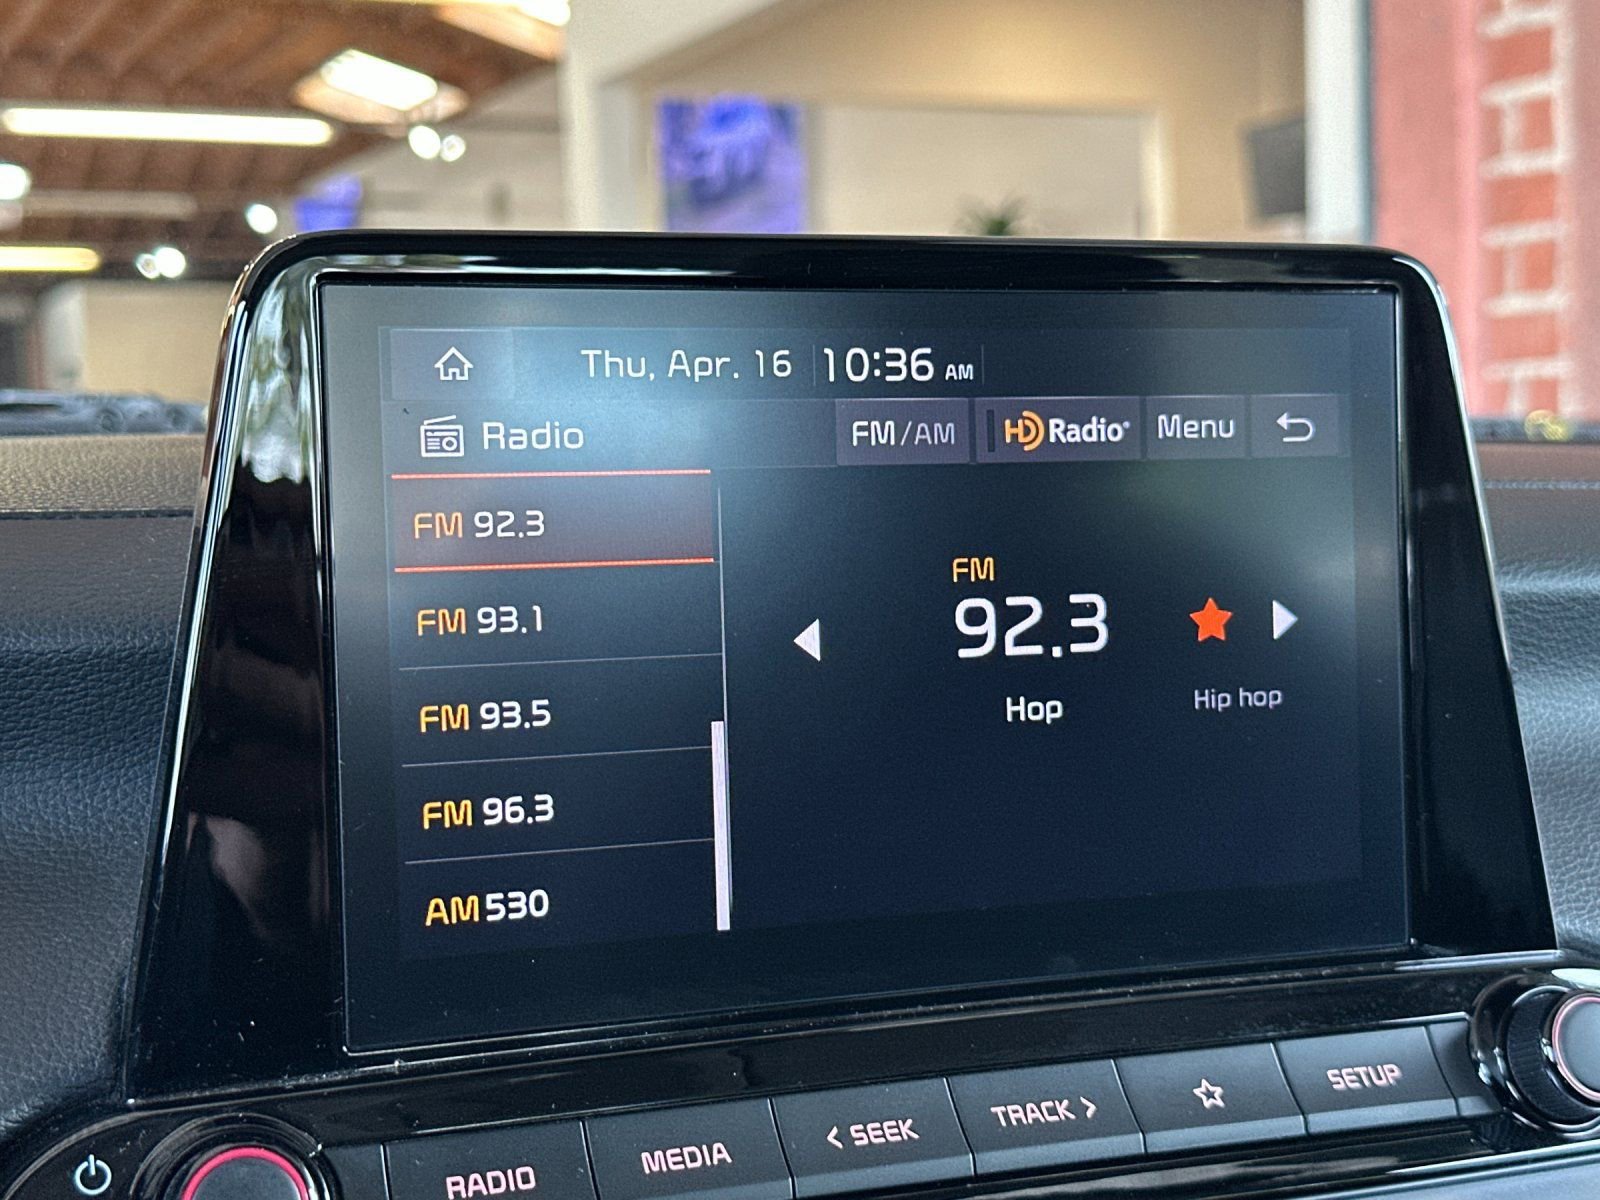 Thu, Apr. 16 10:36 AM
Radio FM/AM HD Radio® Menu
FM 92.3
FM 93.1
FM 93.5
FM 96.3
AM 530
FM
92.3
Hop Hip hop
RADIO MEDIA < SEEK TRACK > SETUP